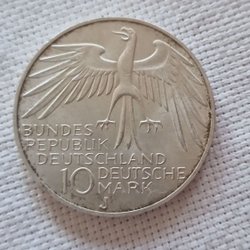 BUNDES
REPUBLIK
DEUTSCHLAND
10 DEUTSCHE
MARK
J